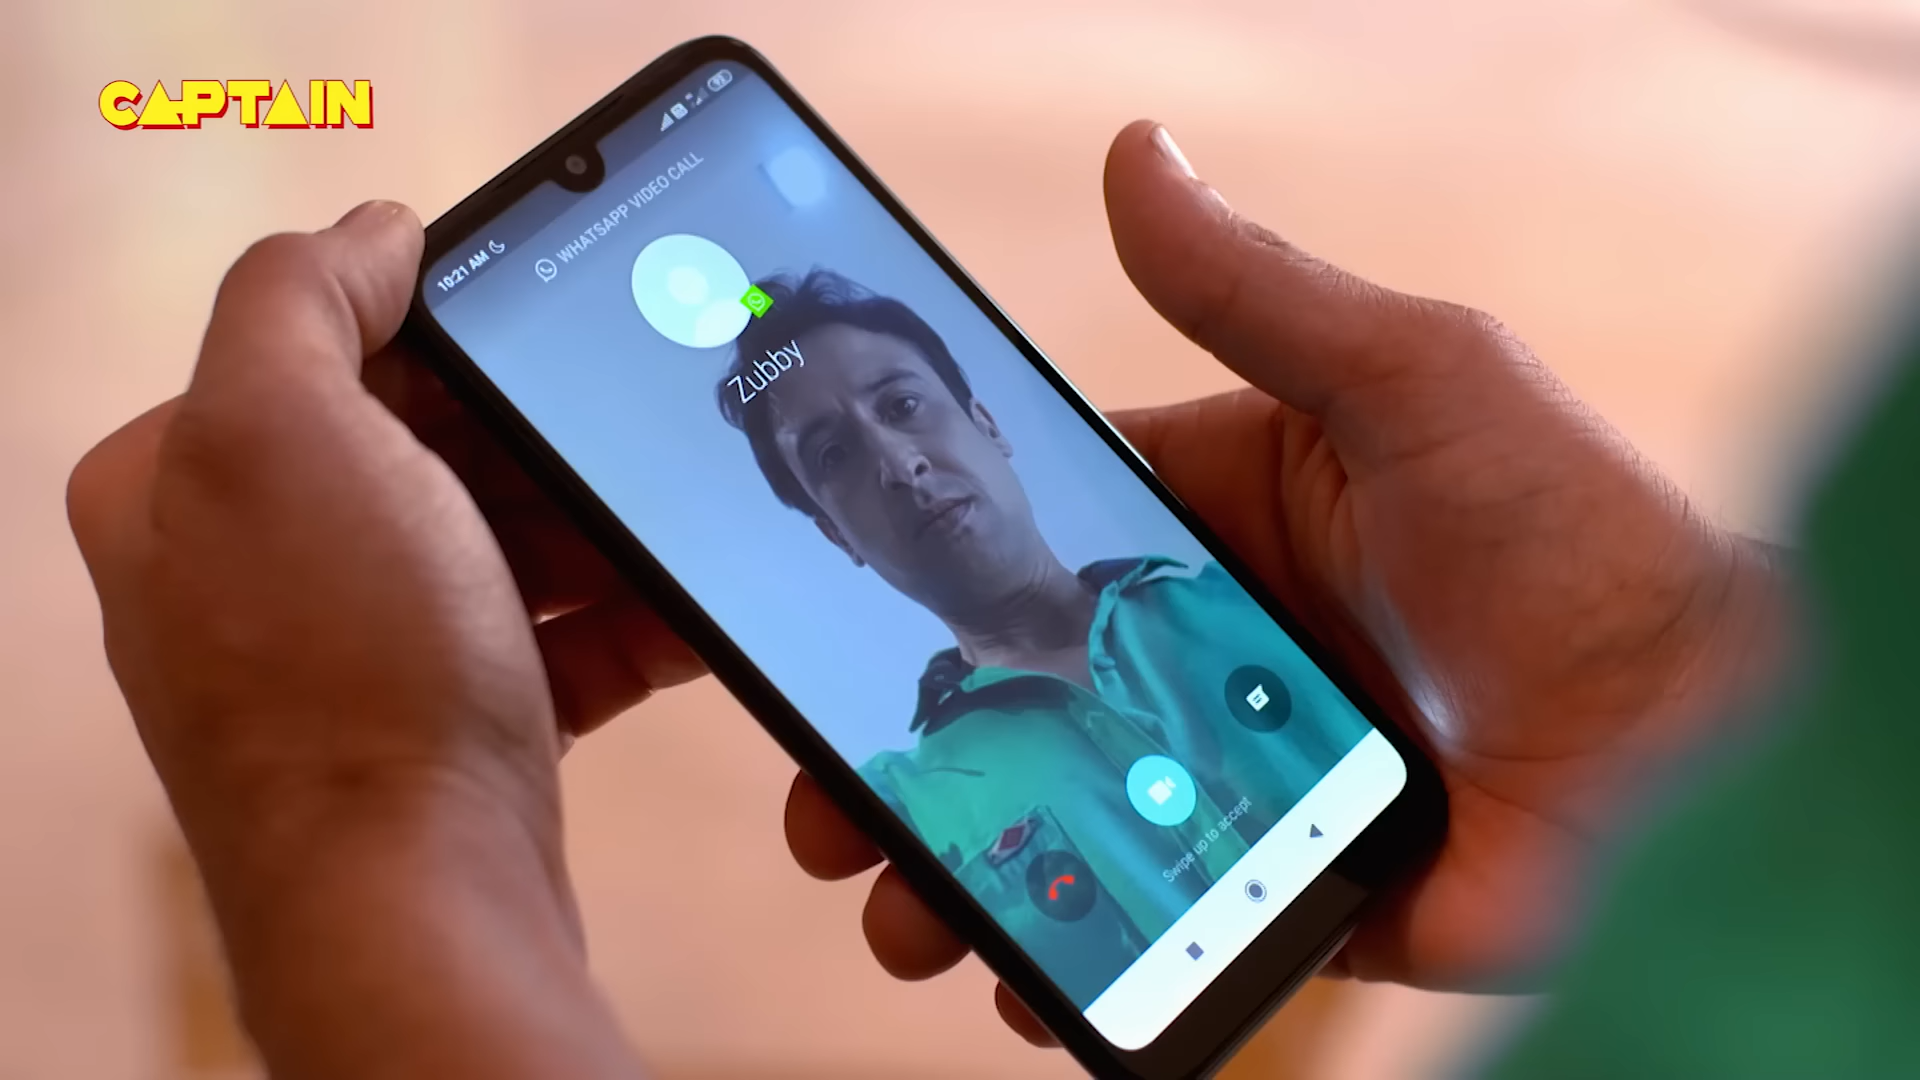 CAPTAIN
10:21 AM
WHATSAPP VIDEO CALL
Zubby
Swipe up to accept